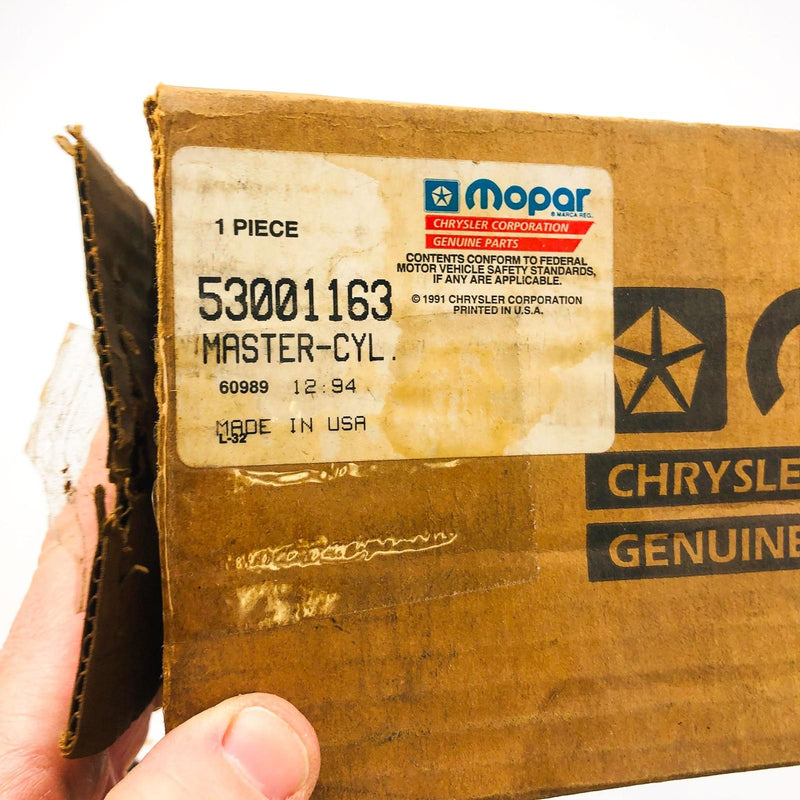 1 PIECE
Mopar
® MARCA REG.
CHRYSLER CORPORATION
GENUINE PARTS
CONTENTS CONFORM TO FEDERAL
MOTOR VEHICLE SAFETY STANDARDS,
IF ANY ARE APPLICABLE.
© 1991 CHRYSLER CORPORATION
PRINTED IN U.S.A.
53001163
MASTER-CYL.
60989 12:94
MADE IN USA
L-32
CHRYSLE
GENUINE